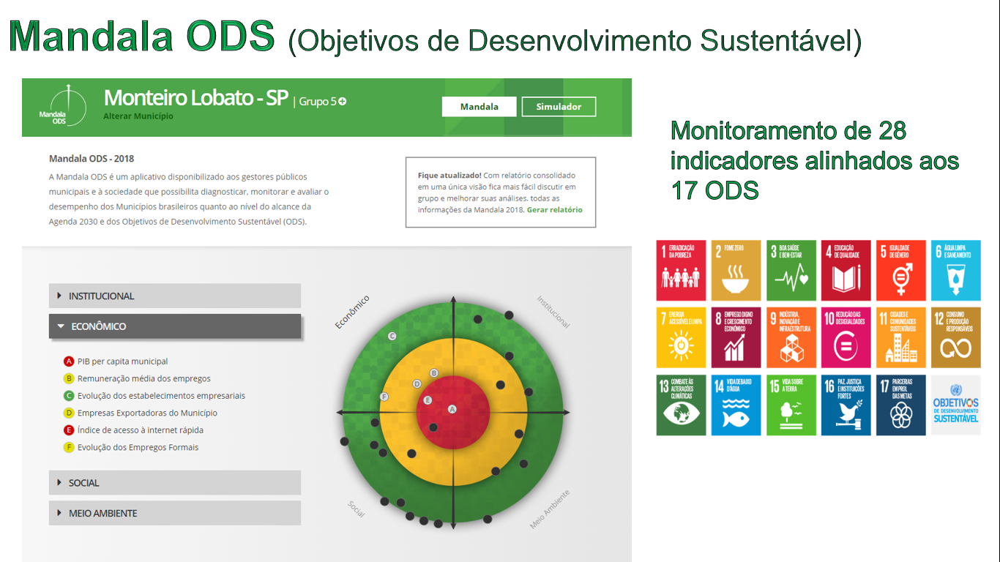 Mandala ODS (Objetivos de Desenvolvimento Sustentável)
Mandala
ODS
Monteiro Lobato - SP | Grupo 5
Alterar Município
Mandala
Simulador
Mandala ODS - 2018
A Mandala ODS é um aplicativo disponibilizado aos gestores públicos
municipais e à sociedade que possibilita diagnosticar, monitorar e avaliar o
desempenho dos Municípios brasileiros quanto ao nível do alcance da
Agenda 2030 e dos Objetivos de Desenvolvimento Sustentável (ODS).
Fique atualizado! Com relatório consolidado
em uma única visão fica mais fácil discutir em
grupo e melhorar suas análises. todas as
informações da Mandala 2018. Gerar relatório
Monitoramento de 28
indicadores alinhados aos
17 ODS
INSTITUCIONAL
ECONÔMICO
A PIB per capita municipal
B Remuneração média dos empregos
C Evolução dos estabelecimentos empresariais
D Empresas Exportadoras do Município
E Índice de acesso à internet rápida
F Evolução dos Empregos Formais
SOCIAL
MEIO AMBIENTE
Econômico
Institucional
C
B
D
F
E
A
Social
Meio Ambiente
1 ERRADICAÇÃO
DA POBREZA
2 FOME ZERO
3 BOA SAÚDE
E BEM-ESTAR
4 EDUCAÇÃO
DE QUALIDADE
5 IGUALDADE
DE GÊNERO
6 ÁGUA LIMPA
E SANEAMENTO
7 ENERGIA
ACESSÍVEL E LIMPA
8 EMPREGO DIGNO
E CRESCIMENTO
ECONÔMICO
9 INDÚSTRIA,
INOVAÇÃO E
INFRAESTRUTURA
10 REDUÇÃO DAS
DESIGUALDADES
11 CIDADES E
COMUNIDADES
SUSTENTÁVEIS
12 CONSUMO
E PRODUÇÃO
RESPONSÁVEIS
13 COMBATE ÀS
ALTERAÇÕES
CLIMÁTICAS
14 VIDA DEBAIXO
D'ÁGUA
15 VIDA SOBRE
A TERRA
16 PAZ, JUSTIÇA
E INSTITUIÇÕES
FORTES
17 PARCERIAS
EM PROL
DAS METAS
OBJETIVOS
DE DESENVOLVIMENTO
SUSTENTÁVEL